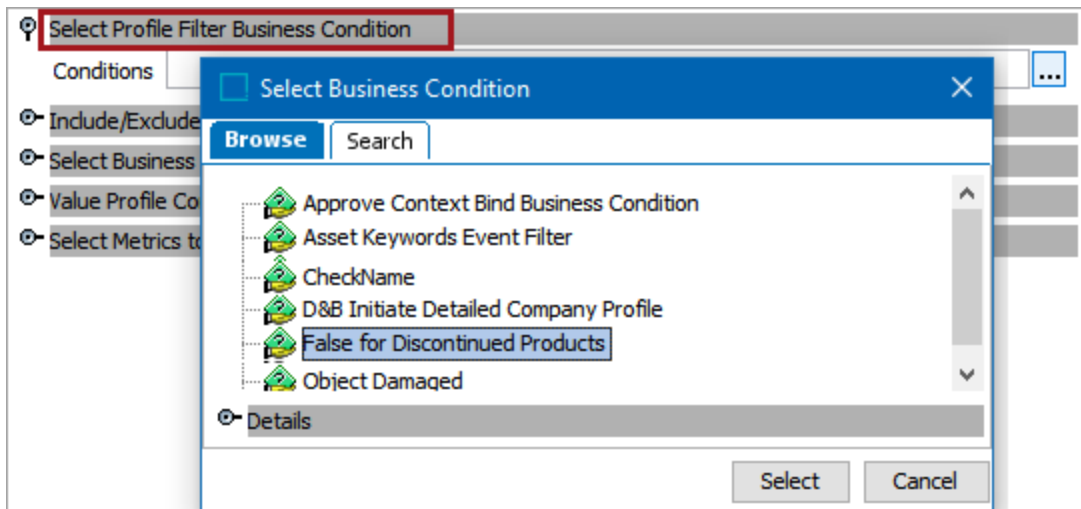 Select Profile Filter Business Condition
Conditions
...
Select Business Condition
Include/Exclude
Browse
Search
Select Business
Value Profile Co
Select Metrics to
Approve Context Bind Business Condition
Asset Keywords Event Filter
CheckName
D&B Initiate Detailed Company Profile
False for Discontinued Products
Object Damaged
Details
Select
Cancel